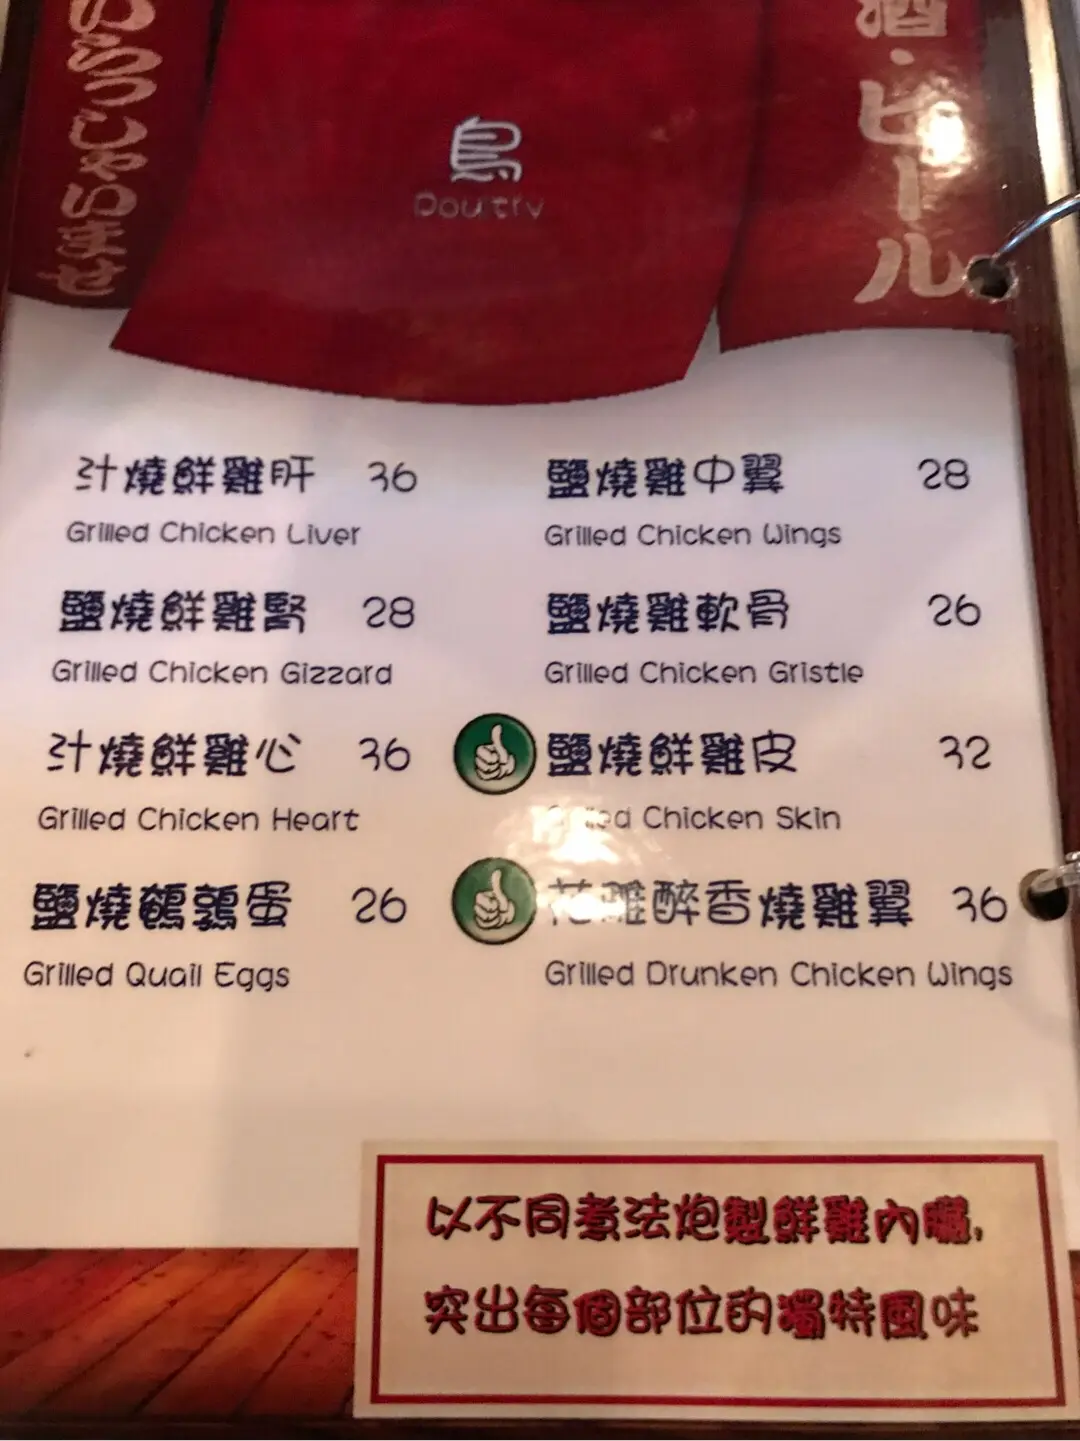 いらっしゃいませ
酒・ビール
鳥
Poultry
汁燒鮮雞肝 36
Grilled Chicken Liver
鹽燒雞中翼 28
Grilled Chicken Wings
鹽燒鮮雞腎 28
Grilled Chicken Gizzard
鹽燒雞軟骨 26
Grilled Chicken Gristle
汁燒鮮雞心 36
Grilled Chicken Heart
鹽燒鮮雞皮 32
Grilled Chicken Skin
鹽燒鵪鶉蛋 26
Grilled Quail Eggs
花雕醉香燒雞翼 36
Grilled Drunken Chicken Wings
以不同煮法炮製鮮雞內臟,
突出每個部位的獨特風味